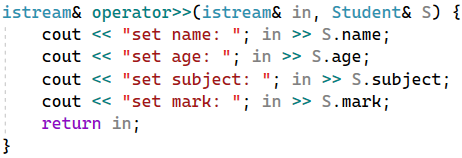 istream& operator>>(istream& in, Student& S) {
    cout << "set name: "; in >> S.name;
    cout << "set age: "; in >> S.age;
    cout << "set subject: "; in >> S.subject;
    cout << "set mark: "; in >> S.mark;
    return in;
}